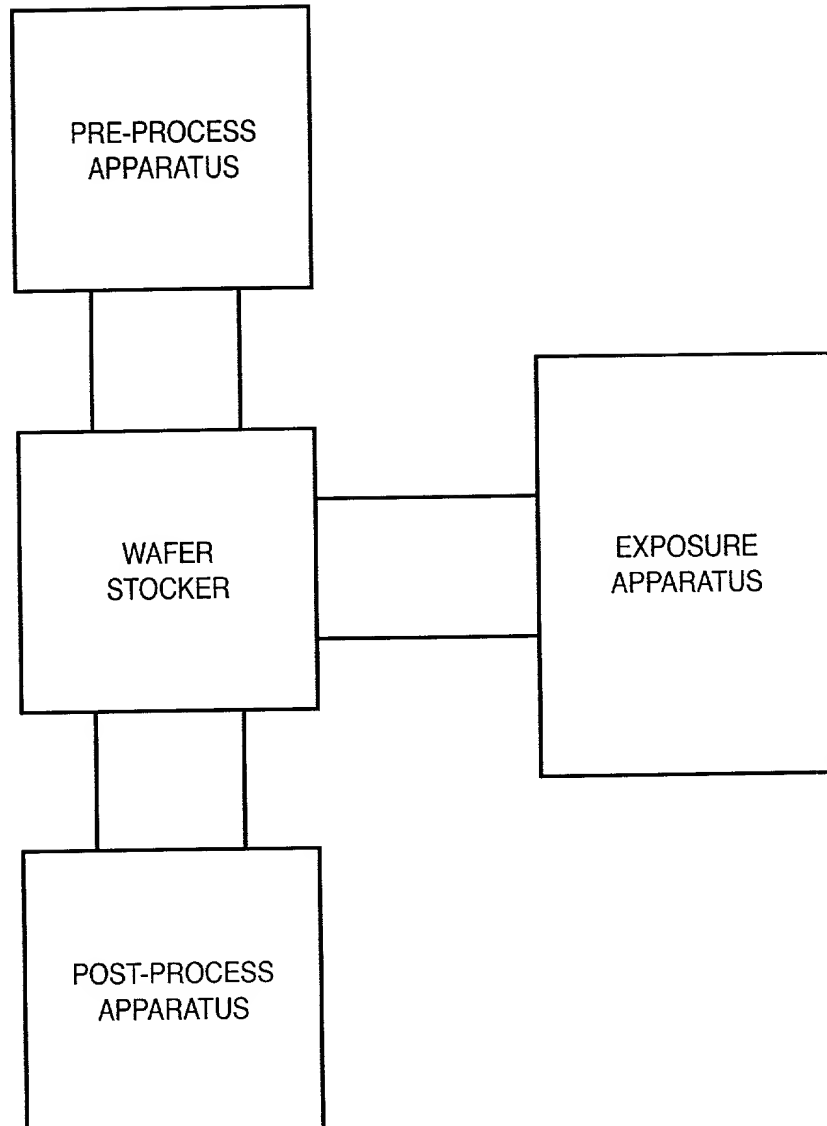 PRE-PROCESS
APPARATUS
WAFER
STOCKER
EXPOSURE
APPARATUS
POST-PROCESS
APPARATUS